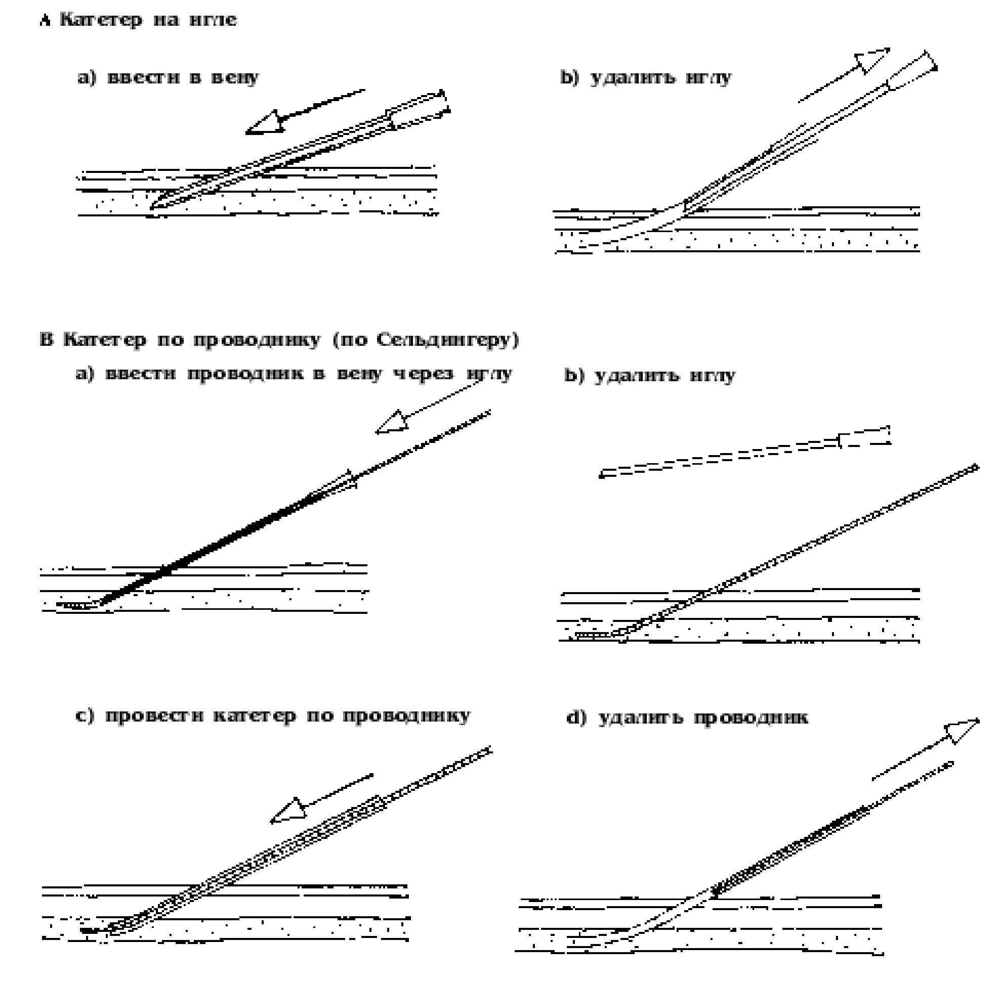 A Катетер на игле
a) ввести в вену
b) удалить иглу
B Катетер по проводнику (по Сельдингеру)
a) ввести проводник в вену через иглу
b) удалить иглу
c) провести катетер по проводнику
d) удалить проводник